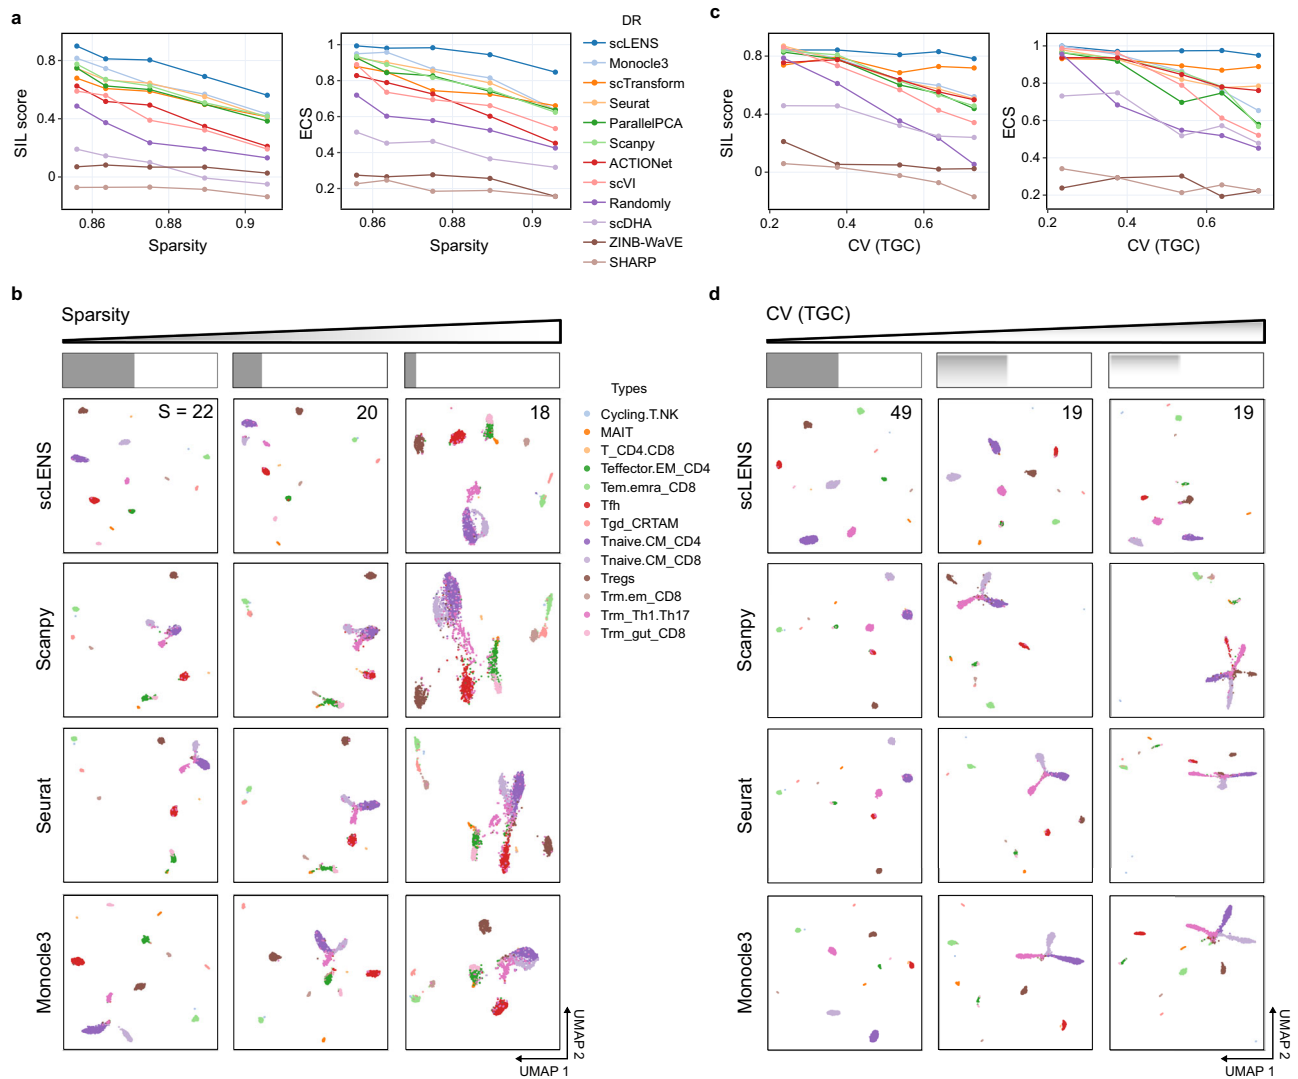 a
SIL score
0.8
0.4
0
0.86
0.88
0.9
Sparsity
ECS
1
0.8
0.6
0.4
0.2
0.86
0.88
0.9
Sparsity
DR
scLENS
Monocle3
scTransform
Seurat
ParallelPCA
Scanpy
ACTIONet
scVI
Randomly
scDHA
ZINB-WaVE
SHARP
c
SIL score
0.8
0.4
0
0.2
0.4
0.6
CV (TGC)
ECS
1
0.8
0.6
0.4
0.2
0.2
0.4
0.6
CV (TGC)
b
Sparsity
scLENS
S = 22
20
18
Scanpy
Seurat
Monocle3
UMAP 1
UMAP 2
Types
Cycling.T.NK
MAIT
T_CD4.CD8
Teffector.EM_CD4
Tem.emra_CD8
Tfh
Tgd_CRTAM
Tnaive.CM_CD4
Tnaive.CM_CD8
Tregs
Trm.em_CD8
Trm_Th1.Th17
Trm_gut_CD8
d
CV (TGC)
scLENS
49
19
19
Scanpy
Seurat
Monocle3
UMAP 1
UMAP 2